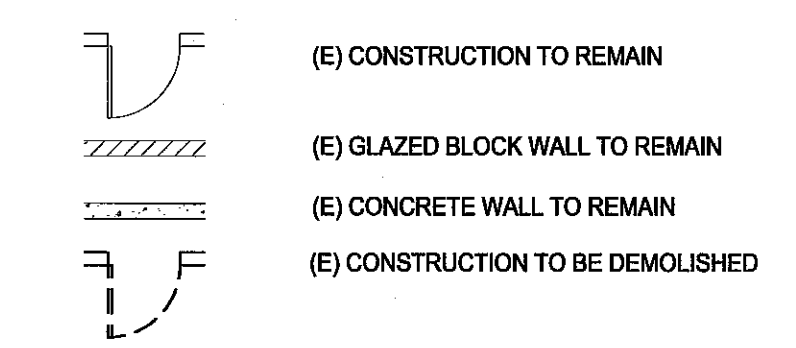 (E) CONSTRUCTION TO REMAIN
(E) GLAZED BLOCK WALL TO REMAIN
(E) CONCRETE WALL TO REMAIN
(E) CONSTRUCTION TO BE DEMOLISHED